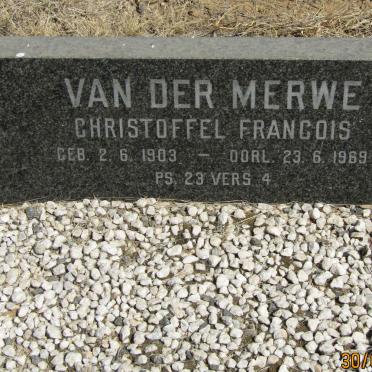 VAN DER MERWE
CHRISTOFFEL FRANCOIS
GEB. 2. 6. 1903 — OORL. 23. 6. 1969
PS. 23 VERS 4
30/